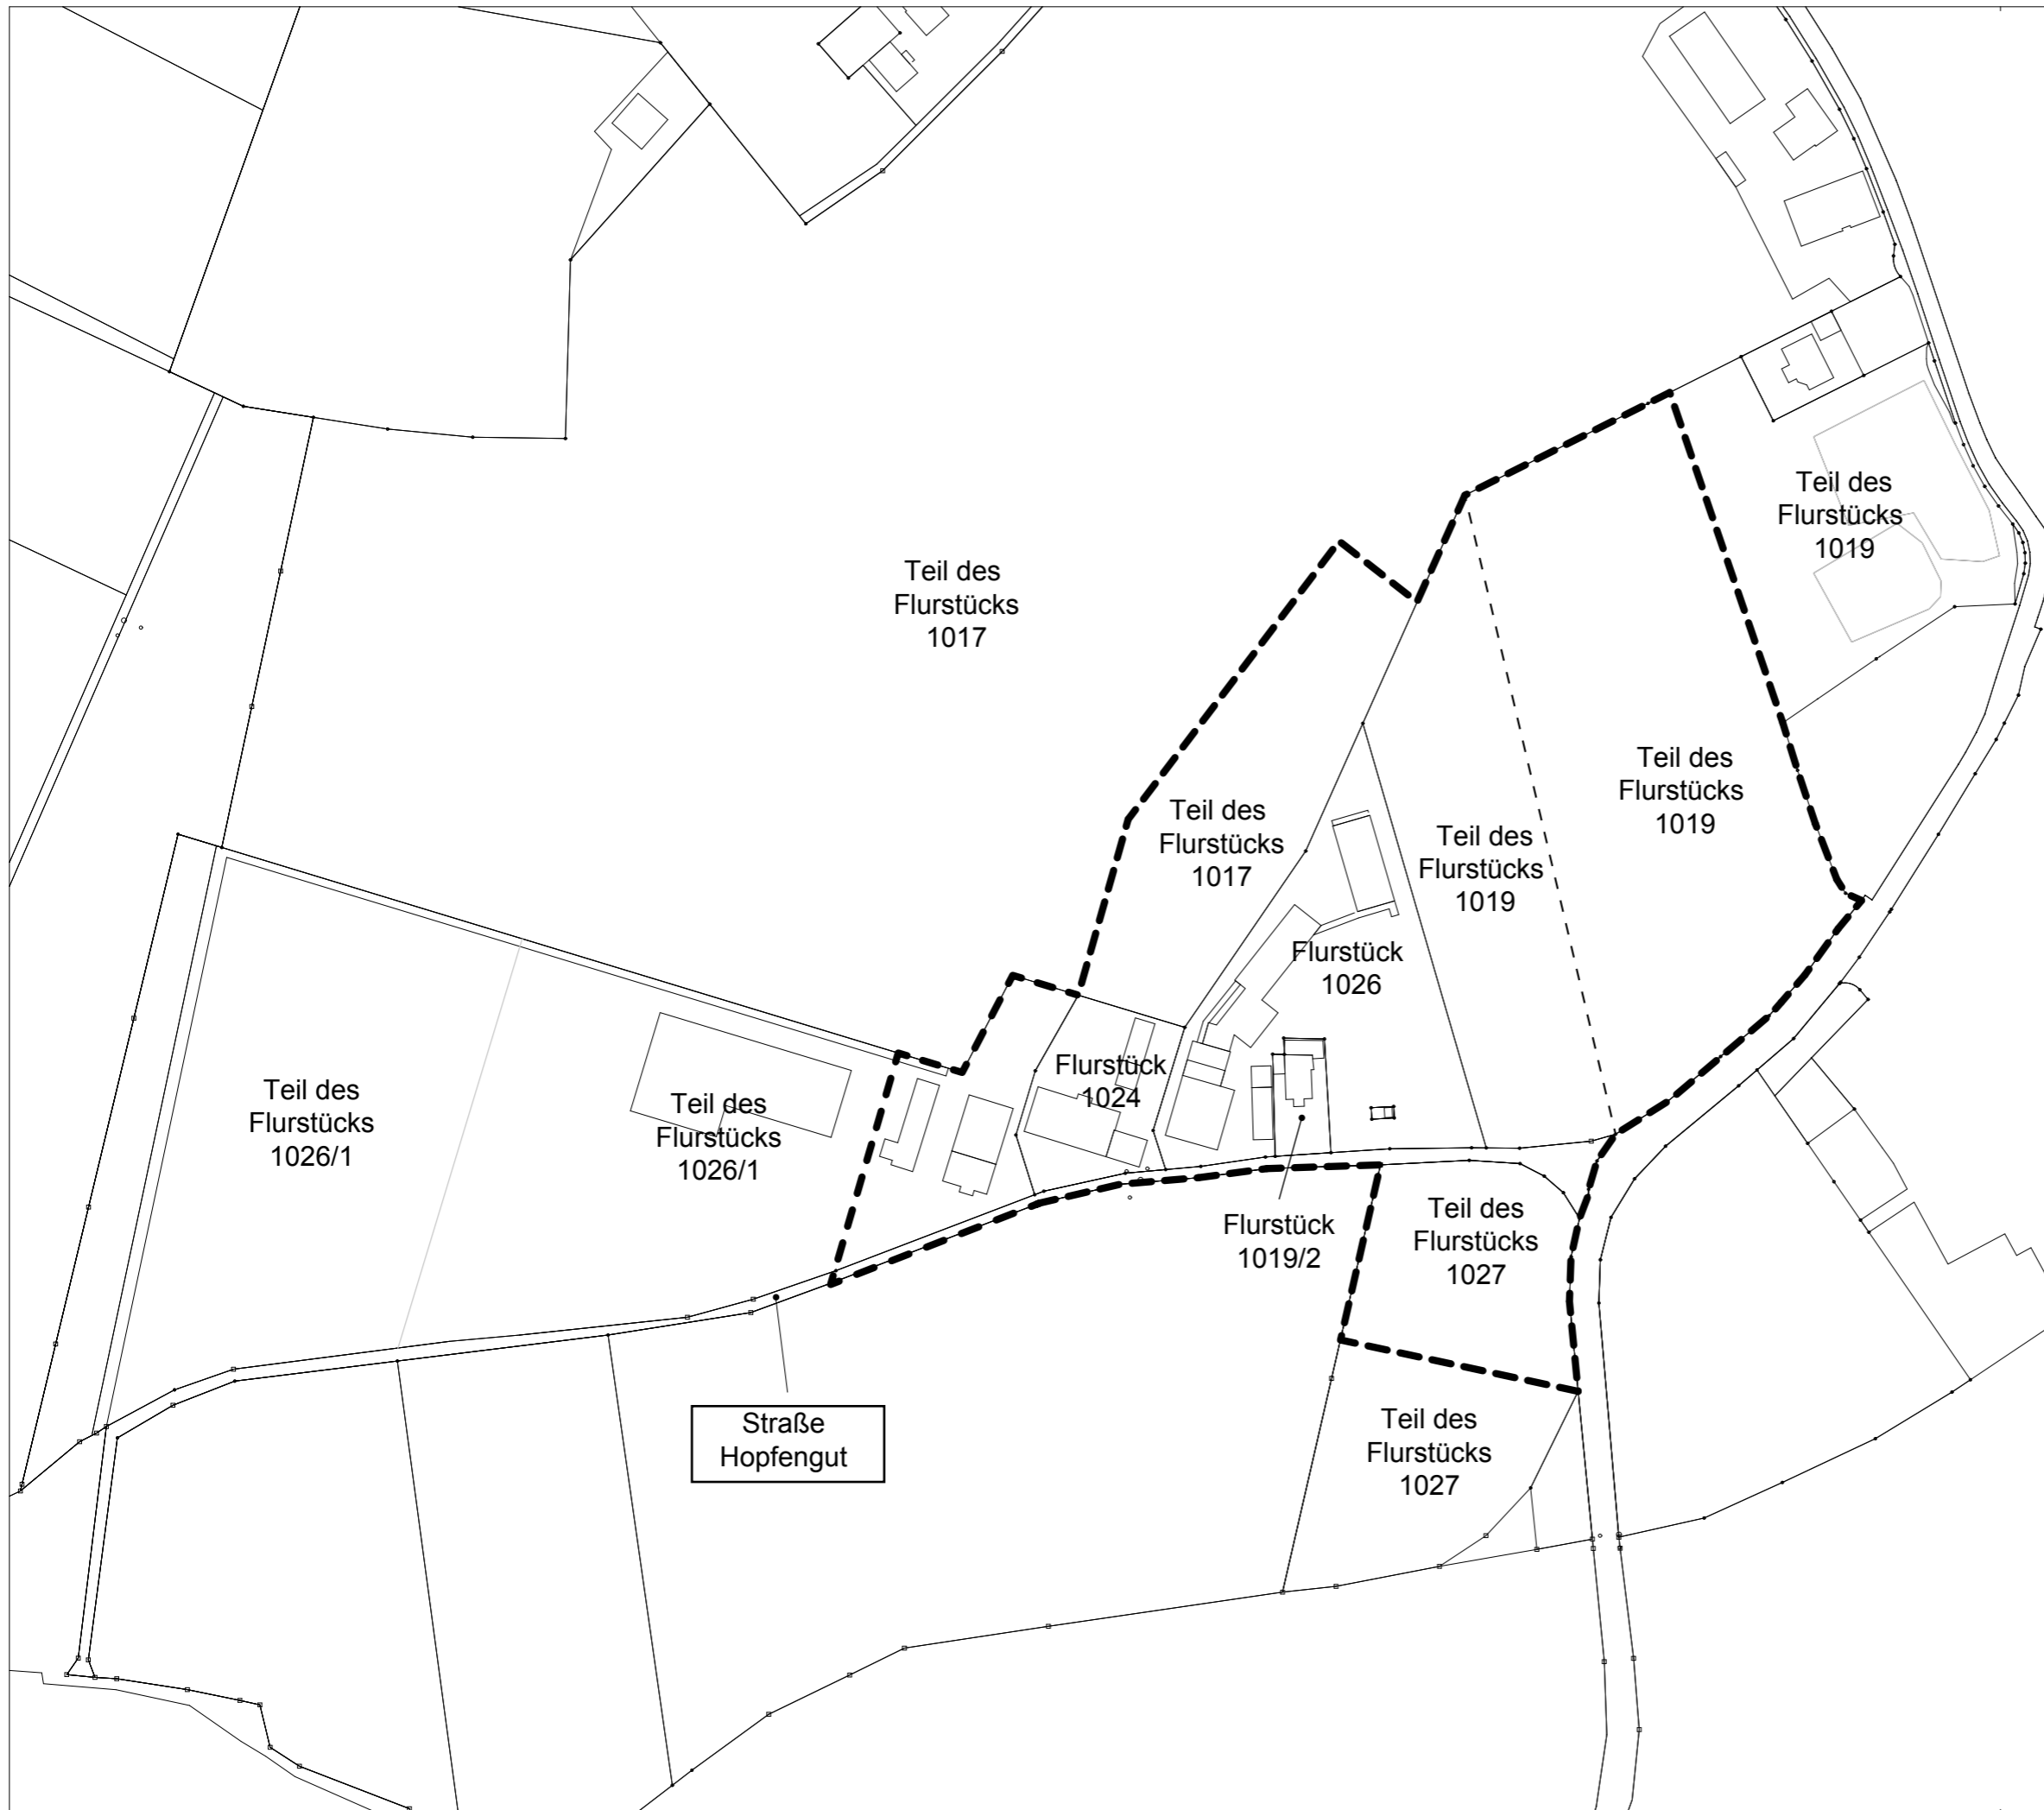 Teil des
Flurstücks
1019
Teil des
Flurstücks
1017
Teil des
Flurstücks
1019
Teil des
Flurstücks
1017
Teil des
Flurstücks
1019
Flurstück
1026
Flurstück
1024
Teil des
Flurstücks
1026/1
Teil des
Flurstücks
1026/1
Flurstück
1019/2
Teil des
Flurstücks
1027
Straße
Hopfengut
Teil des
Flurstücks
1027